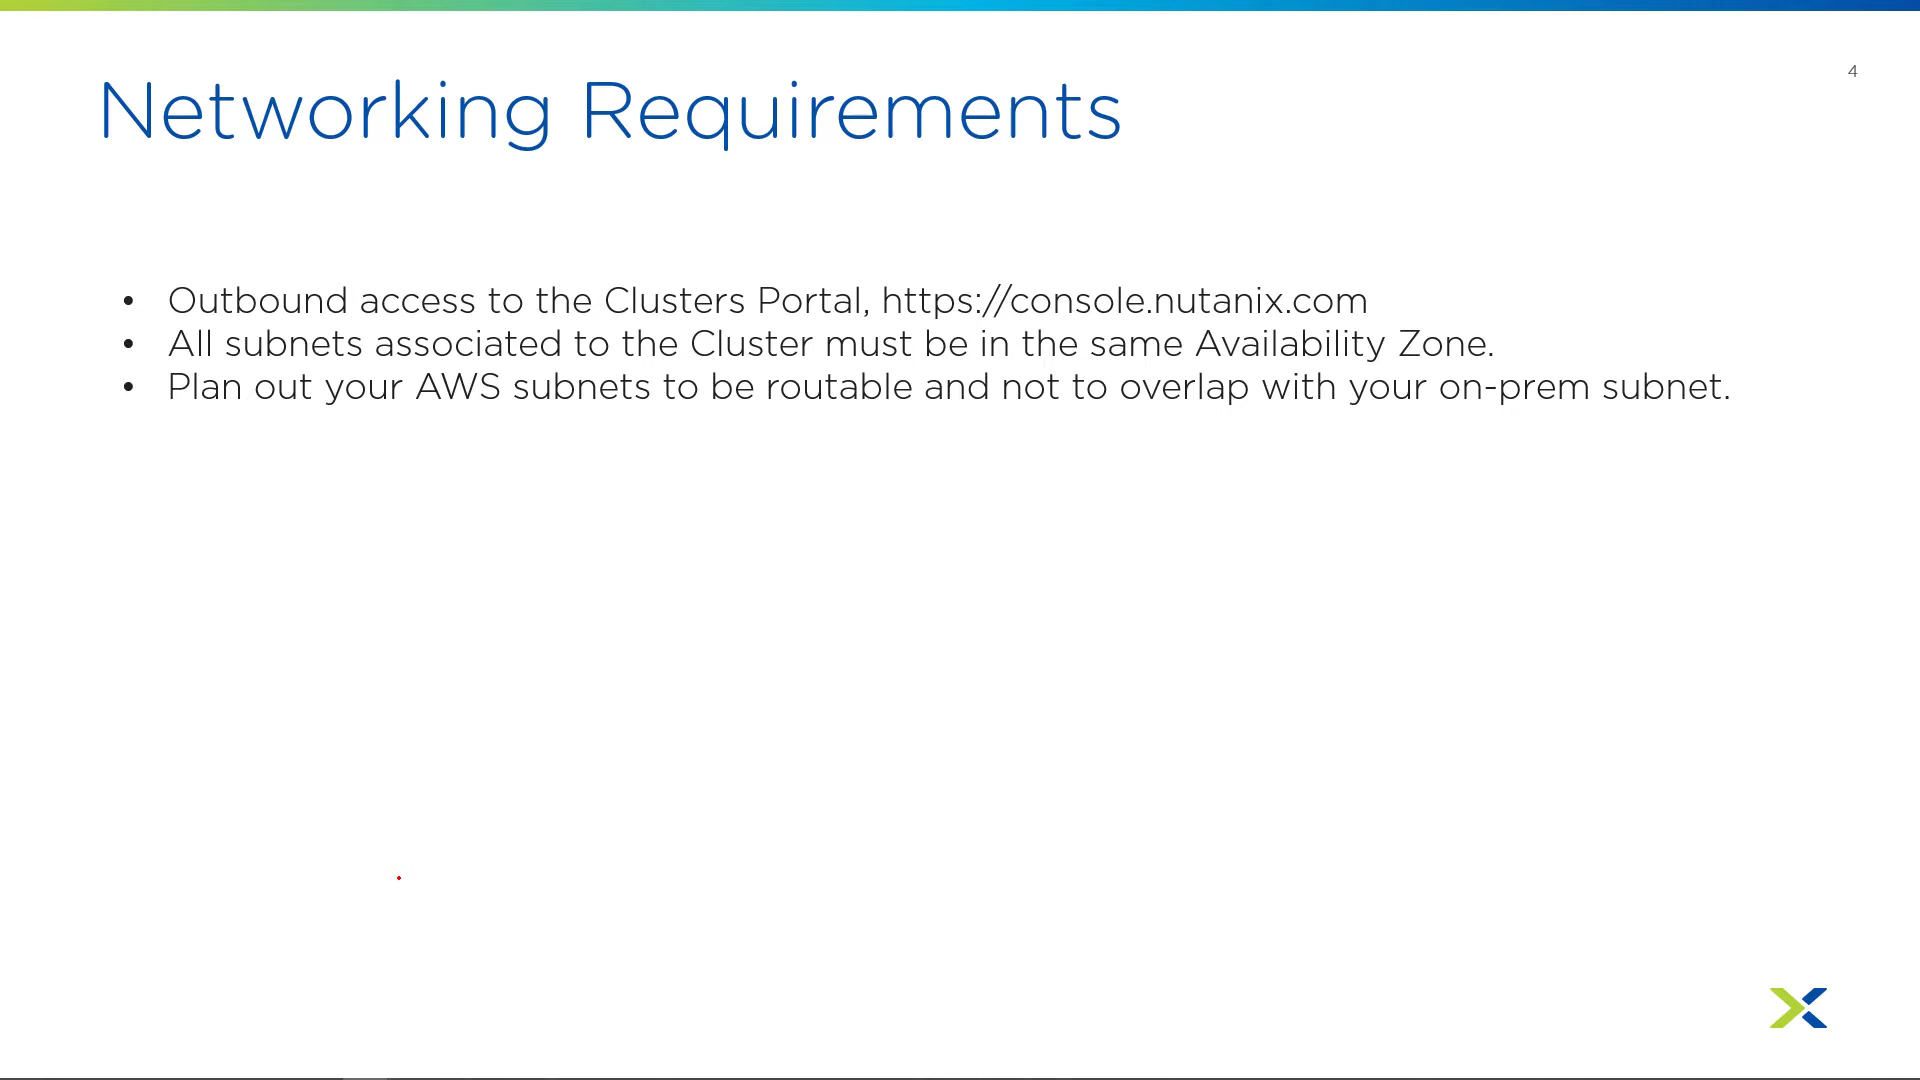 4
Networking Requirements
• Outbound access to the Clusters Portal, https://console.nutanix.com
• All subnets associated to the Cluster must be in the same Availability Zone.
• Plan out your AWS subnets to be routable and not to overlap with your on-prem subnet.